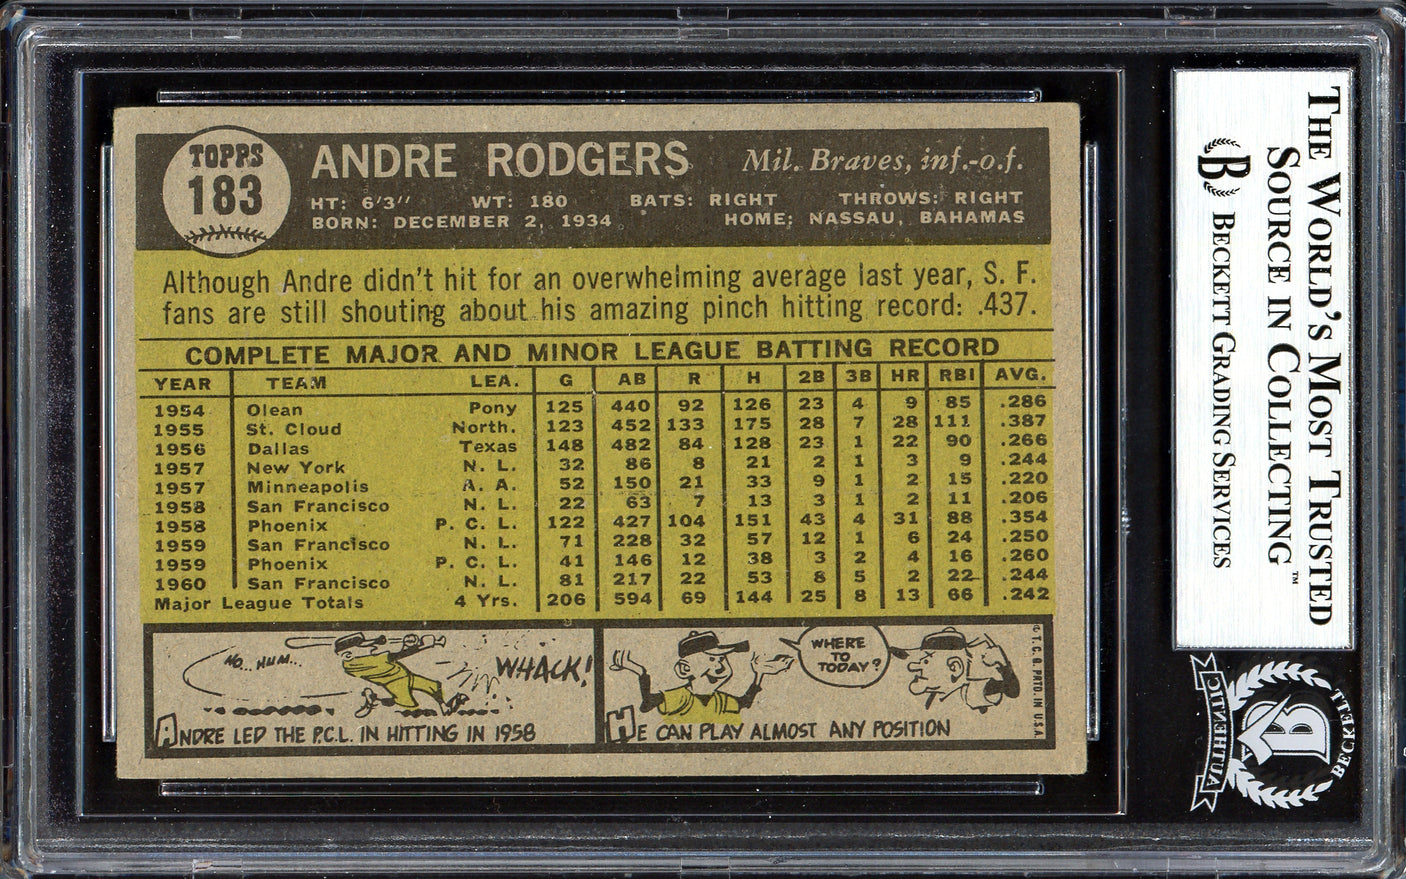 TOPPS
183
ANDRE RODGERS Mil. Braves, inf.-o.f.
HT: 6'3" WT: 180 BATS: RIGHT THROWS: RIGHT
BORN: DECEMBER 2, 1934 HOME: NASSAU, BAHAMAS
Although Andre didn't hit for an overwhelming average last year, S. F.
fans are still shouting about his amazing pinch hitting record: .437.
COMPLETE MAJOR AND MINOR LEAGUE BATTING RECORD
YEAR TEAM LEA. G AB R H 2B 3B HR RBI AVG.
1954 Olean Pony 125 440 92 126 23 4 9 85 .286
1955 St. Cloud North. 123 452 133 175 28 7 28 111 .387
1956 Dallas Texas 148 482 84 128 23 1 22 90 .266
1957 New York N. L. 32 86 8 21 2 1 3 9 .244
1957 Minneapolis A. A. 52 150 21 33 9 1 2 15 .220
1958 San Francisco N. L. 22 63 7 13 3 1 2 11 .206
1958 Phoenix P. C. L. 122 427 104 151 43 4 31 88 .354
1959 San Francisco N. L. 71 228 32 57 12 1 6 24 .250
1959 Phoenix P. C. L. 41 146 12 38 3 2 4 16 .260
1960 San Francisco N. L. 81 217 22 53 8 5 2 22 .244
Major League Totals 4 Yrs. 206 594 69 144 25 8 13 66 .242
HO.. HUM...
WHACK!
ANDRE LED THE P.C.L. IN HITTING IN 1958
WHERE
TO
TODAY?
HE CAN PLAY ALMOST ANY POSITION
© T. C. G. PRTD. IN U.S.A.
THE WORLD'S MOST TRUSTED
SOURCE IN COLLECTING™
B BECKETT GRADING SERVICES
BECKETT
B
AUTHENTIC